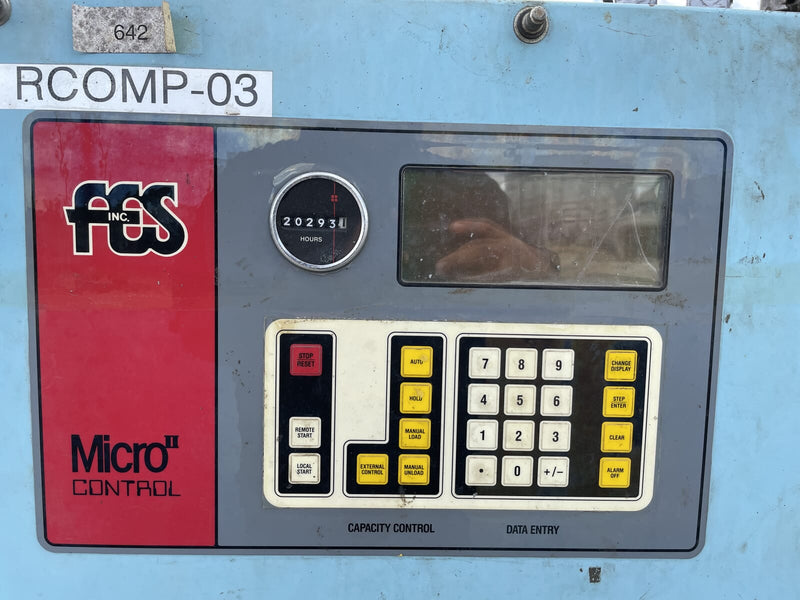 642
RCOMP-03
FES
INC.
20293
HOURS
STOP
RESET
REMOTE
START
LOCAL
START
AUTO
HOLD
MANUAL
LOAD
EXTERNAL
CONTROL
MANUAL
UNLOAD
7 8 9
4 5 6
1 2 3
• 0 +/-
CHANGE
DISPLAY
STEP
ENTER
CLEAR
ALARM
OFF
Micro II
CONTROL
CAPACITY CONTROL
DATA ENTRY